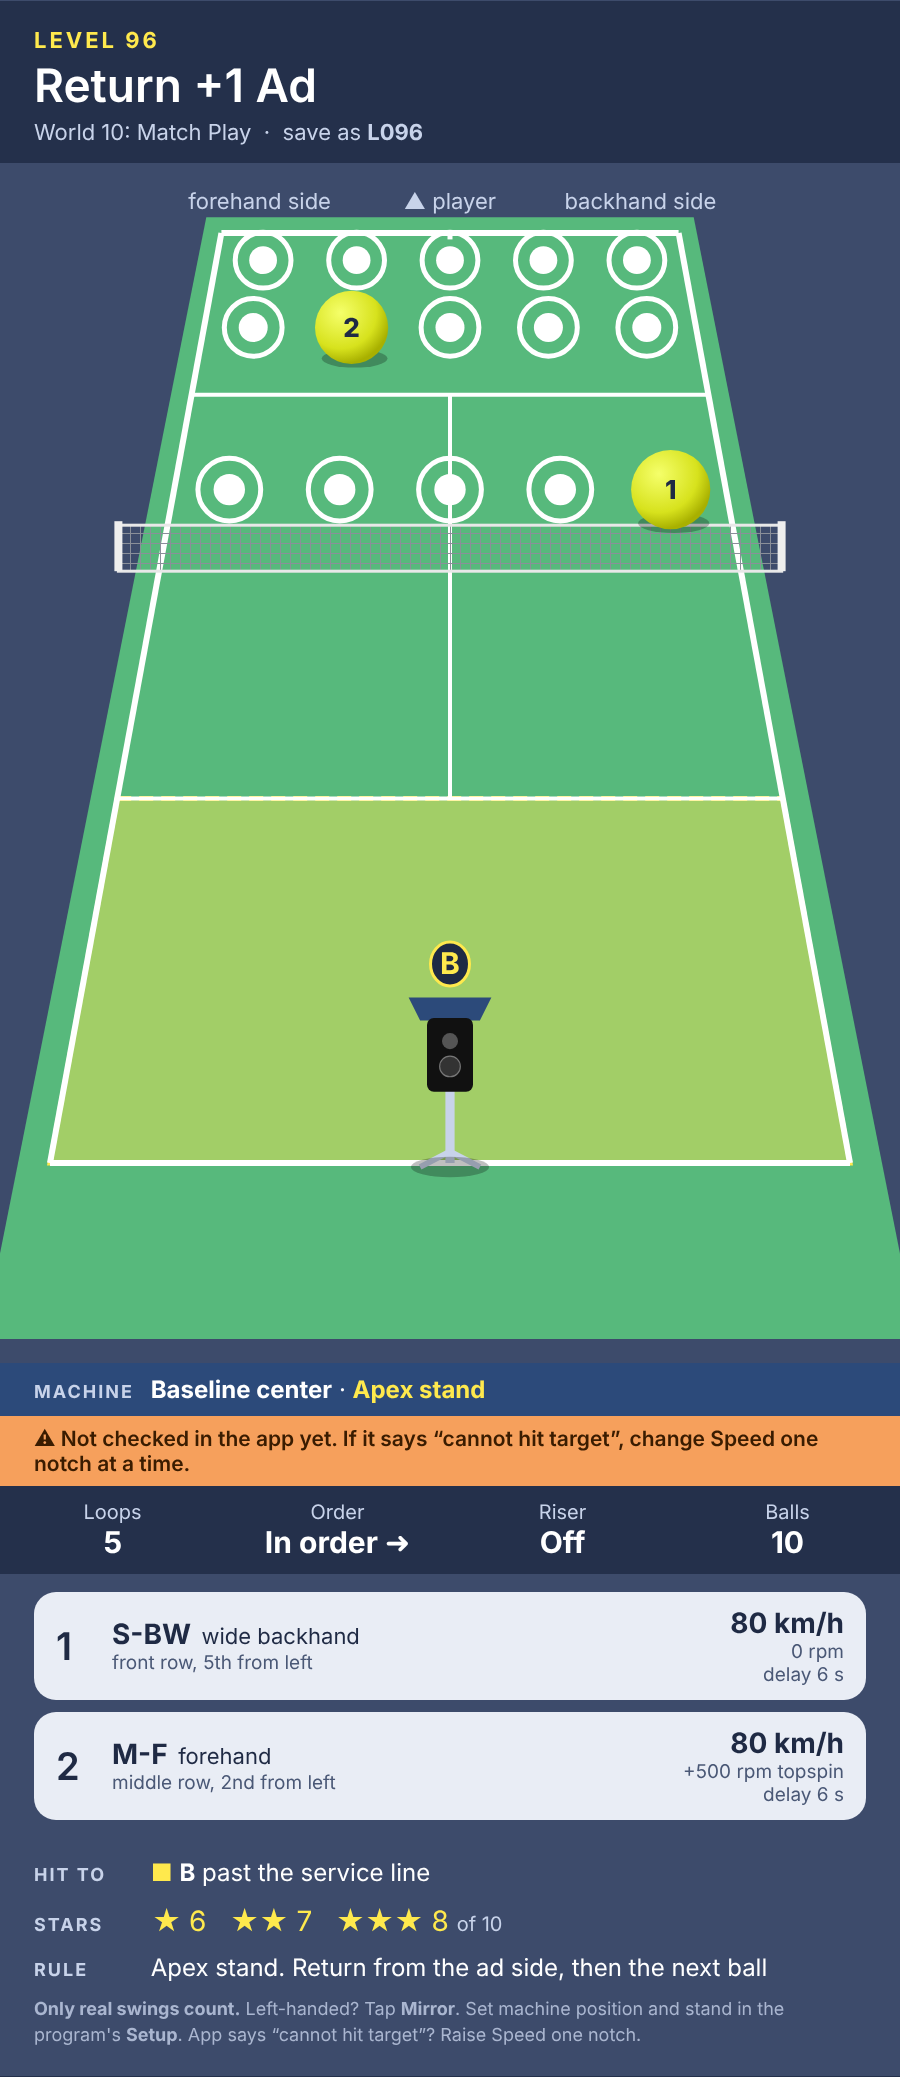 LEVEL 96
Return +1 Ad
World 10: Match Play · save as L096
forehand side ▲ player backhand side
2
1
B
MACHINE Baseline center · Apex stand
⚠ Not checked in the app yet. If it says “cannot hit target”, change Speed one
notch at a time.
Loops Order Riser Balls
5 In order ➜ Off 10
1 S-BW wide backhand 80 km/h
front row, 5th from left 0 rpm
delay 6 s
2 M-F forehand 80 km/h
middle row, 2nd from left +500 rpm topspin
delay 6 s
HIT TO ■ B past the service line
STARS ★ 6 ★★ 7 ★★★ 8 of 10
RULE Apex stand. Return from the ad side, then the next ball
Only real swings count. Left-handed? Tap Mirror. Set machine position and stand in the
program's Setup. App says “cannot hit target”? Raise Speed one notch.